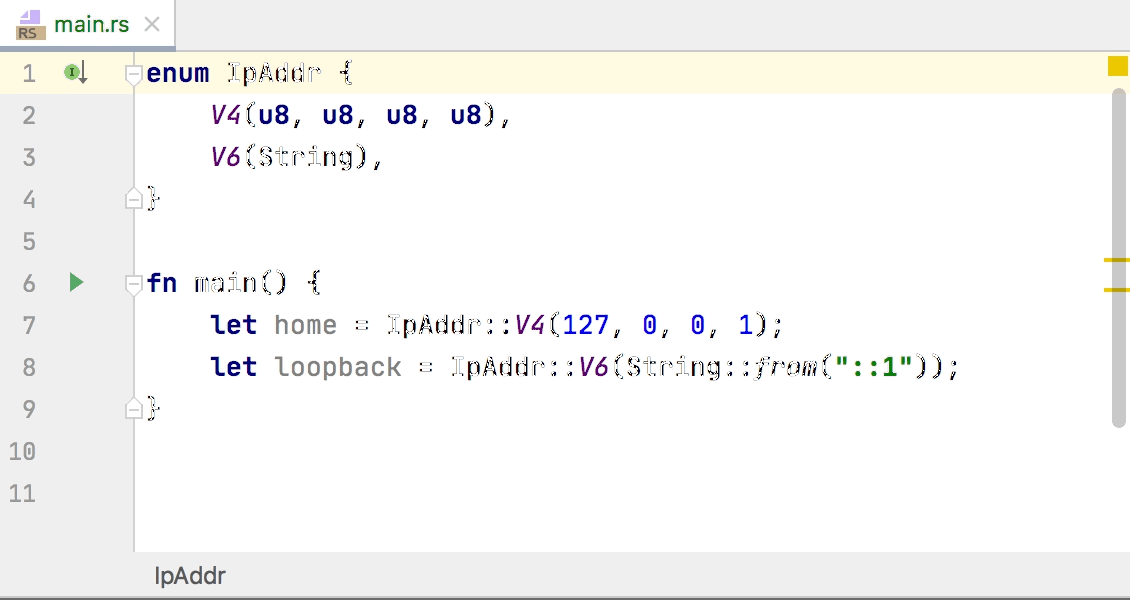 RS main.rs
1 enum IpAddr {
2     V4(u8, u8, u8, u8),
3     V6(String),
4 }
5
6 fn main() {
7     let home = IpAddr::V4(127, 0, 0, 1);
8     let loopback = IpAddr::V6(String::from("::1"));
9 }
10
11
IpAddr